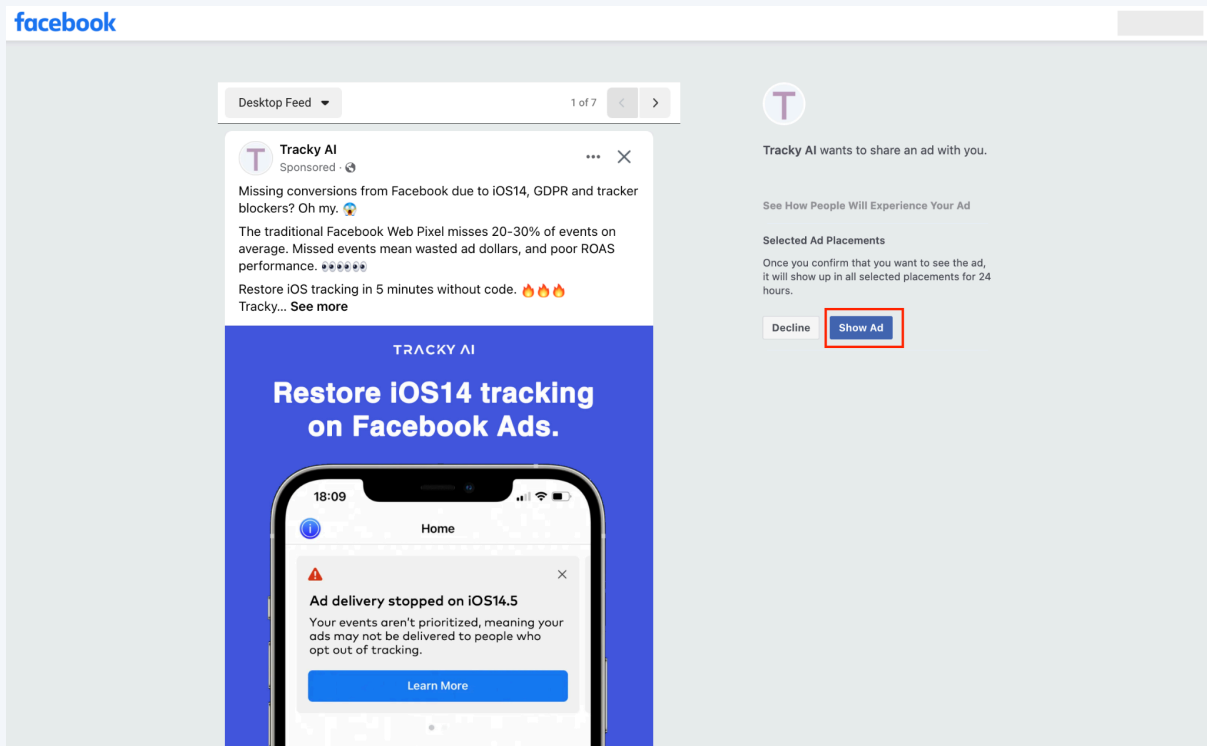 facebook
Desktop Feed
1 of 7
Tracky AI
Sponsored ·
Missing conversions from Facebook due to iOS14, GDPR and tracker
blockers? Oh my. 😱
The traditional Facebook Web Pixel misses 20-30% of events on
average. Missed events mean wasted ad dollars, and poor ROAS
performance. 👀👀👀
Restore iOS tracking in 5 minutes without code. 🔥🔥🔥
Tracky... See more
TRACKY AI
Restore iOS14 tracking
on Facebook Ads.
18:09
Home
Ad delivery stopped on iOS14.5
Your events aren't prioritized, meaning your
ads may not be delivered to people who
opt out of tracking.
Learn More
T
T
Tracky AI wants to share an ad with you.
See How People Will Experience Your Ad
Selected Ad Placements
Once you confirm that you want to see the ad,
it will show up in all selected placements for 24
hours.
Decline
Show Ad